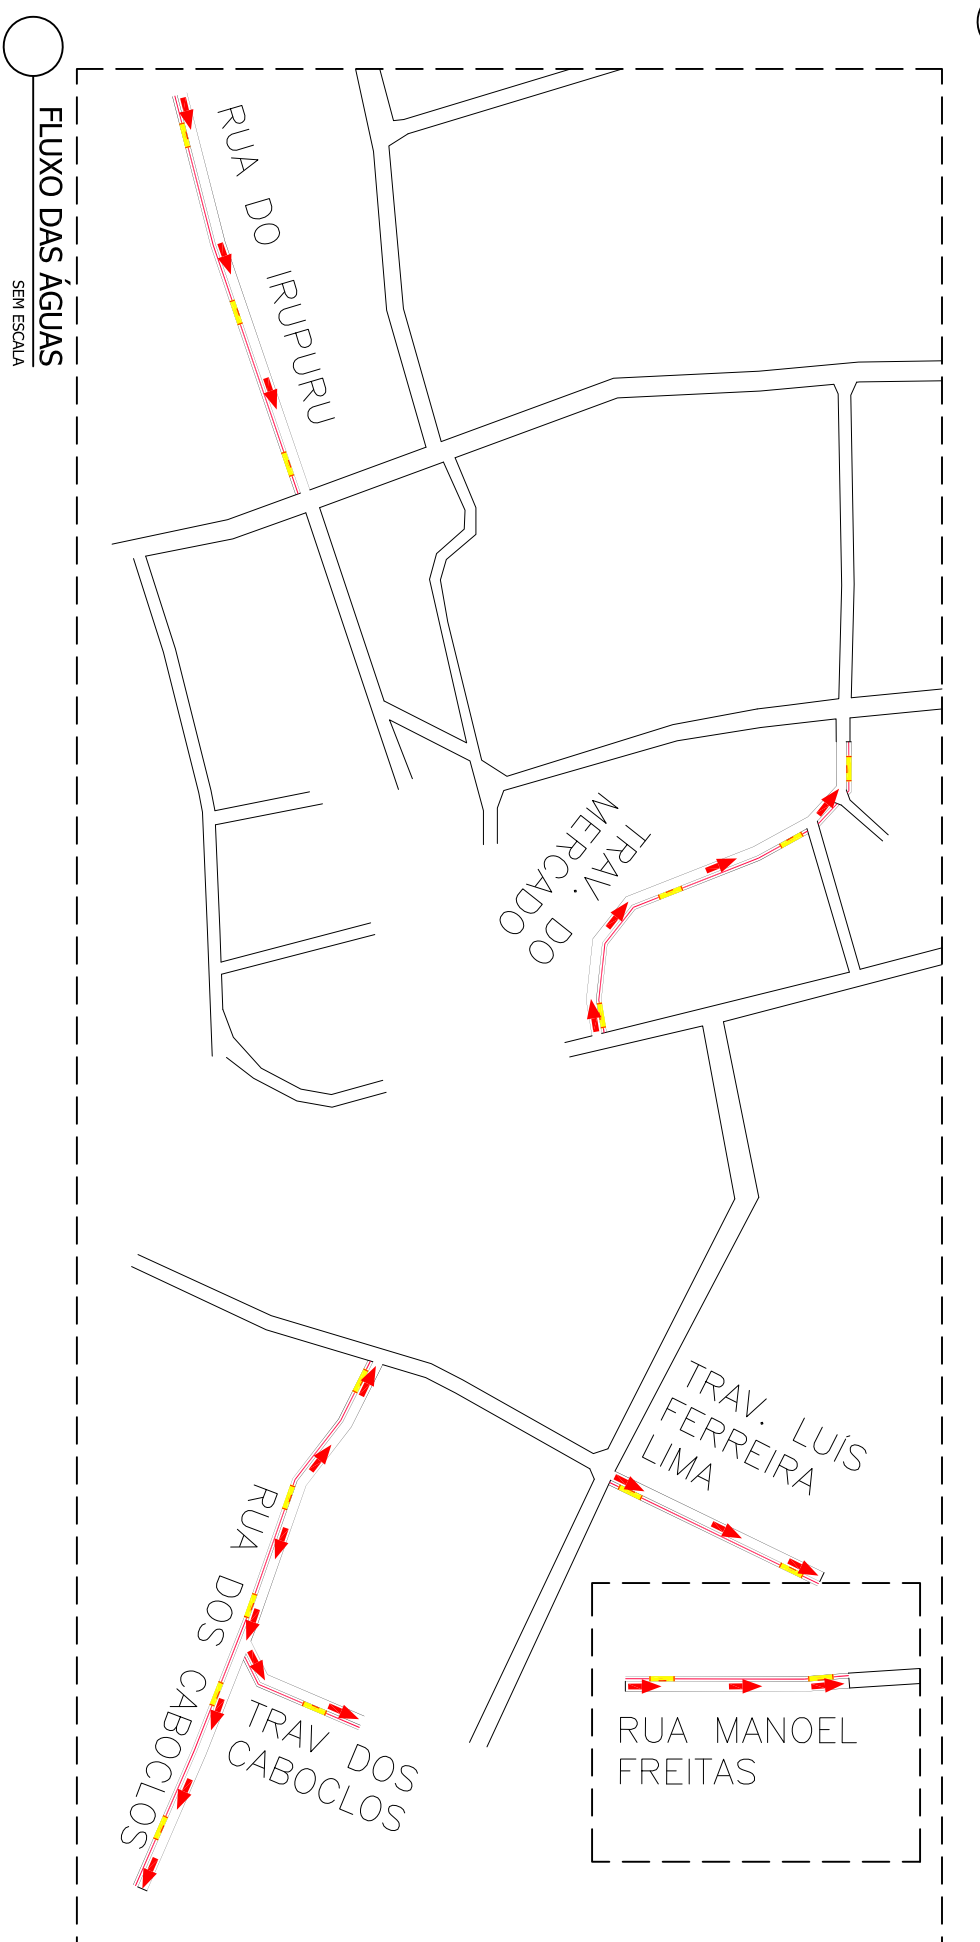 FLUXO DAS ÁGUAS
SEM ESCALA
RUA DO IRUPURU
TRAV. DO
MERCADO
TRAV. LUÍS
FERREIRA
LIMA
RUA DOS CABOCLOS
TRAV DOS
CABOCLOS
RUA MANOEL
FREITAS